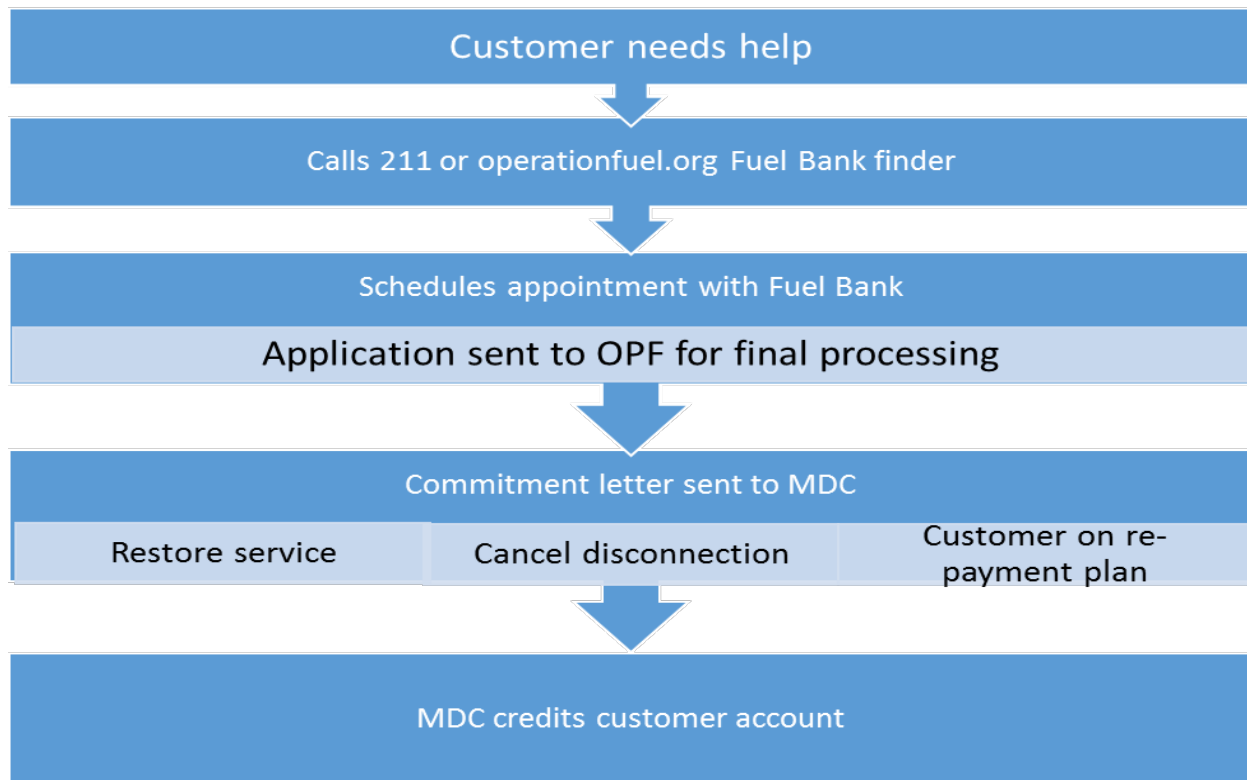 Customer needs help
Calls 211 or operationfuel.org Fuel Bank finder
Schedules appointment with Fuel Bank
Application sent to OPF for final processing
Commitment letter sent to MDC
Restore service
Cancel disconnection
Customer on re-
payment plan
MDC credits customer account